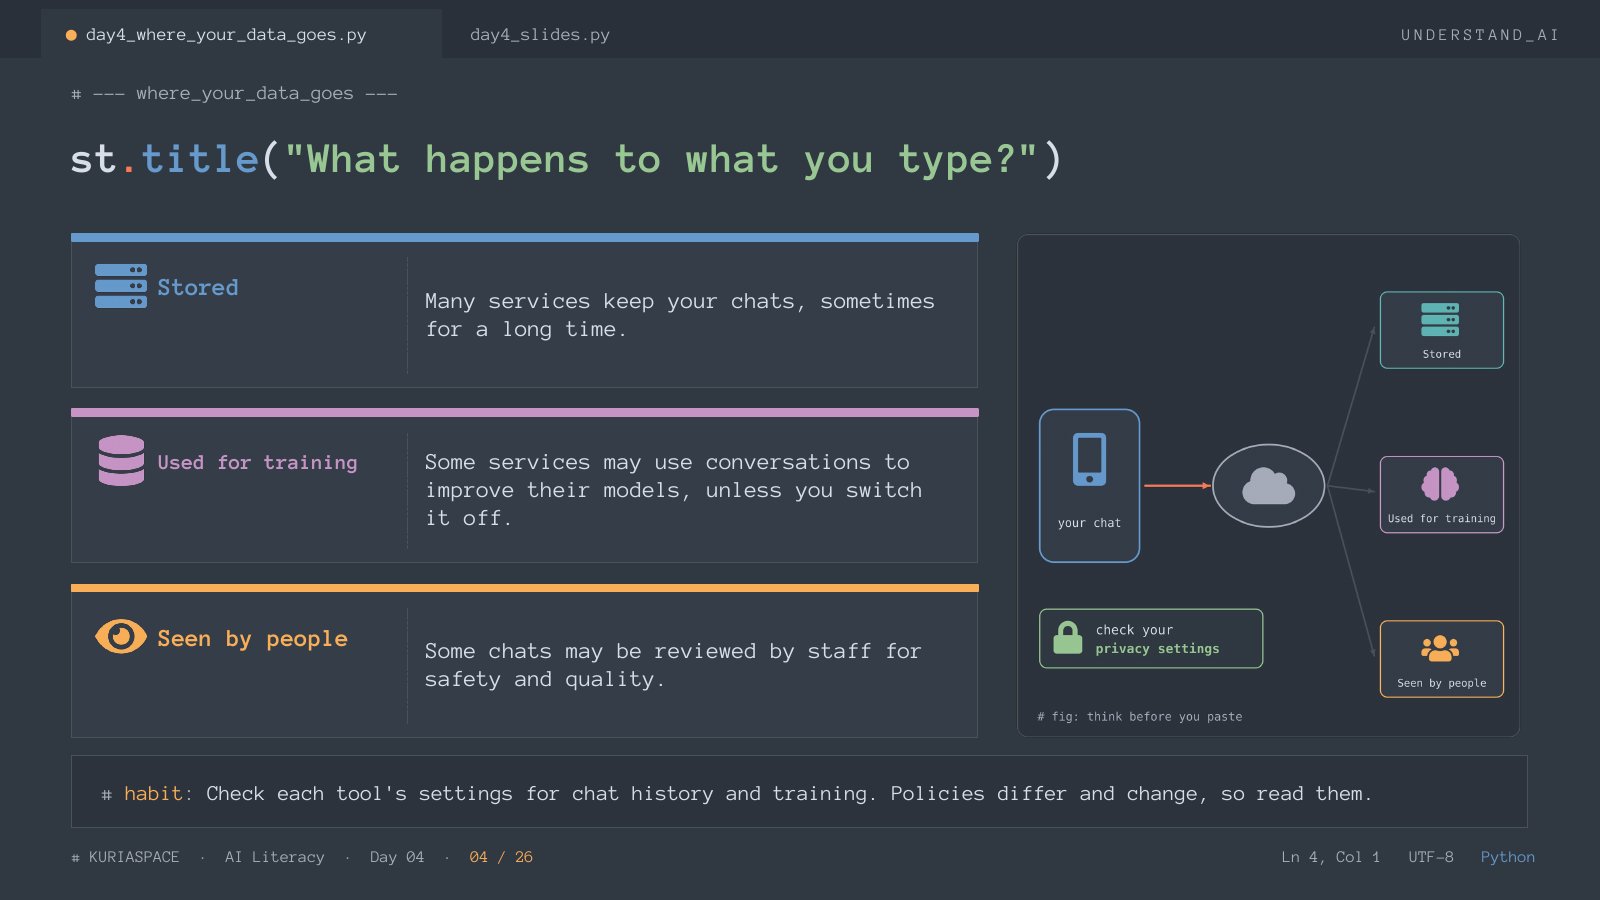 day4_where_your_data_goes.py
day4_slides.py
UNDERSTAND_AI
# --- where_your_data_goes ---
st.title("What happens to what you type?")
Stored
Many services keep your chats, sometimes
for a long time.
Used for training
Some services may use conversations to
improve their models, unless you switch
it off.
Seen by people
Some chats may be reviewed by staff for
safety and quality.
Stored
your chat
Used for training
check your
privacy settings
Seen by people
# fig: think before you paste
# habit: Check each tool's settings for chat history and training. Policies differ and change, so read them.
# KURIASPACE · AI Literacy · Day 04 · 04 / 26
Ln 4, Col 1 UTF-8 Python